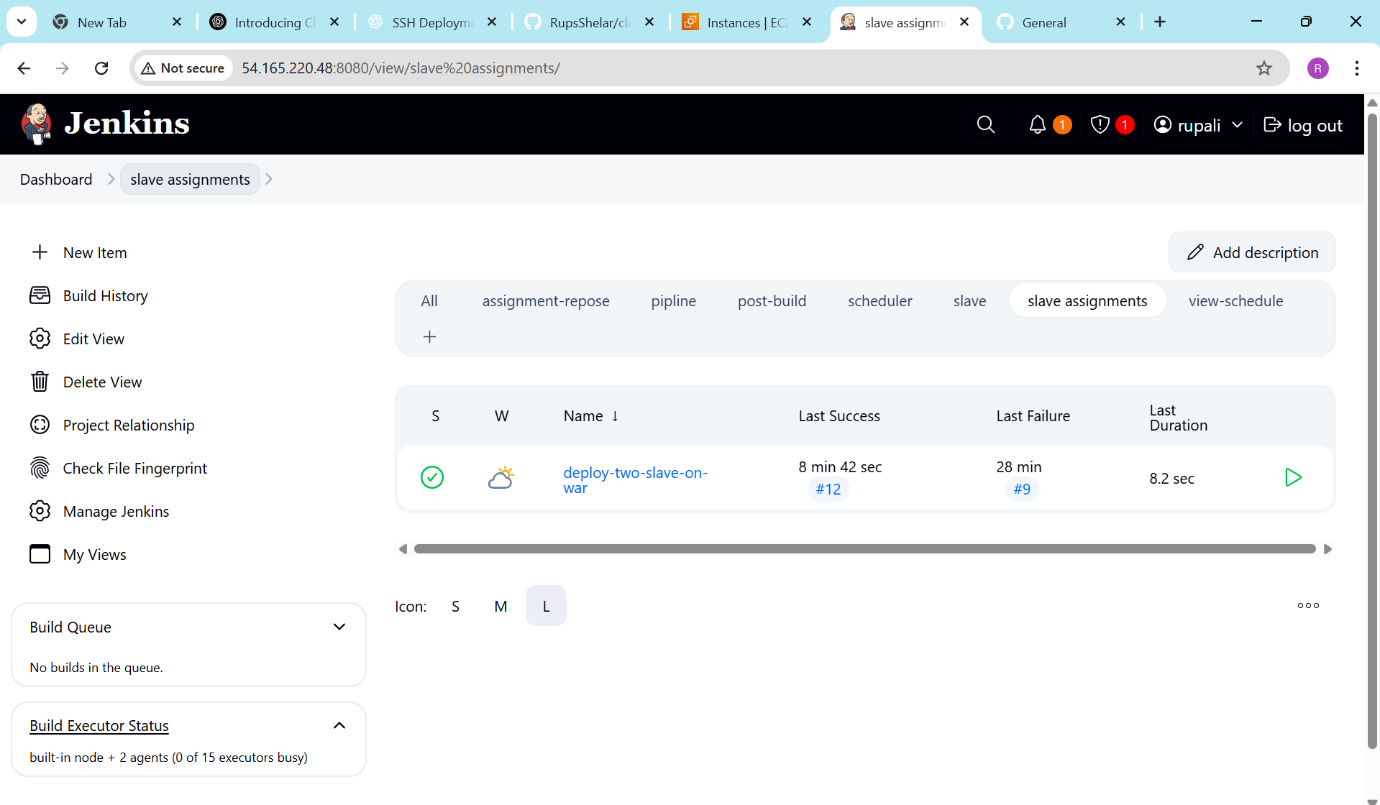 New Tab
Introducing Cl
SSH Deploym
RupsShelar/cla
Instances | EC2
slave assignm
General
Not secure
54.165.220.48:8080/view/slave%20assignments/
R
Jenkins
1
1
rupali
log out
Dashboard
slave assignments
New Item
Build History
Edit View
Delete View
Project Relationship
Check File Fingerprint
Manage Jenkins
My Views
Build Queue
No builds in the queue.
Build Executor Status
built-in node + 2 agents (0 of 15 executors busy)
Add description
All assignment-repose pipline post-build scheduler slave slave assignments view-schedule
+
S W Name ↓ Last Success Last Failure Last
Duration
deploy-two-slave-on-
war
8 min 42 sec
#12
28 min
#9
8.2 sec
Icon: S M L